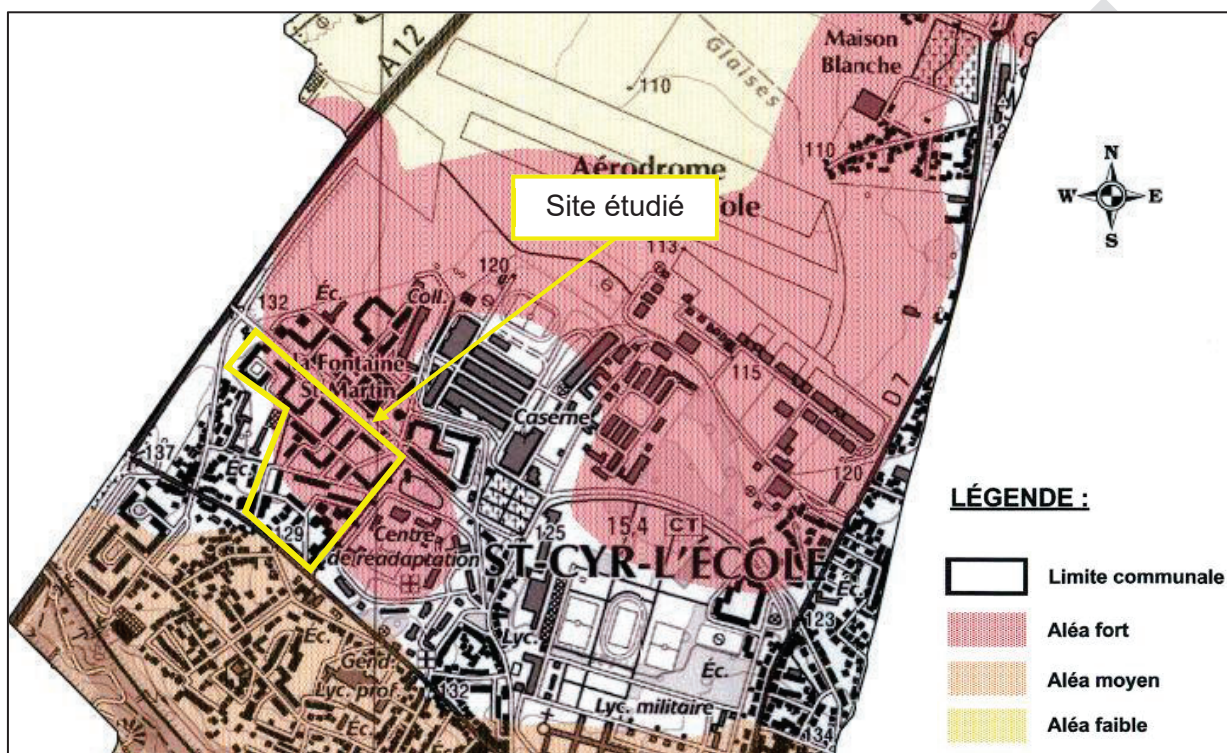 A12
Glaises
110
Maison
Blanche
110
Aérodrome
Site étudié
ole
113
N
W
E
S
120
132
Éc.
Coll.
la Fontaine
St-Martin
115
D 7
Caserne
137
Éc.
120
LÉGENDE :
129
125
154
CT
Centre
de réadaptation
ST-CYR-L'ÉCOLE
Limite communale
Éc.
123
Aléa fort
Éc.
Lyc.
Gend.
Éc.
Aléa moyen
Lyc. prof.
132
Lyc. militaire
Éc.
134
Aléa faible